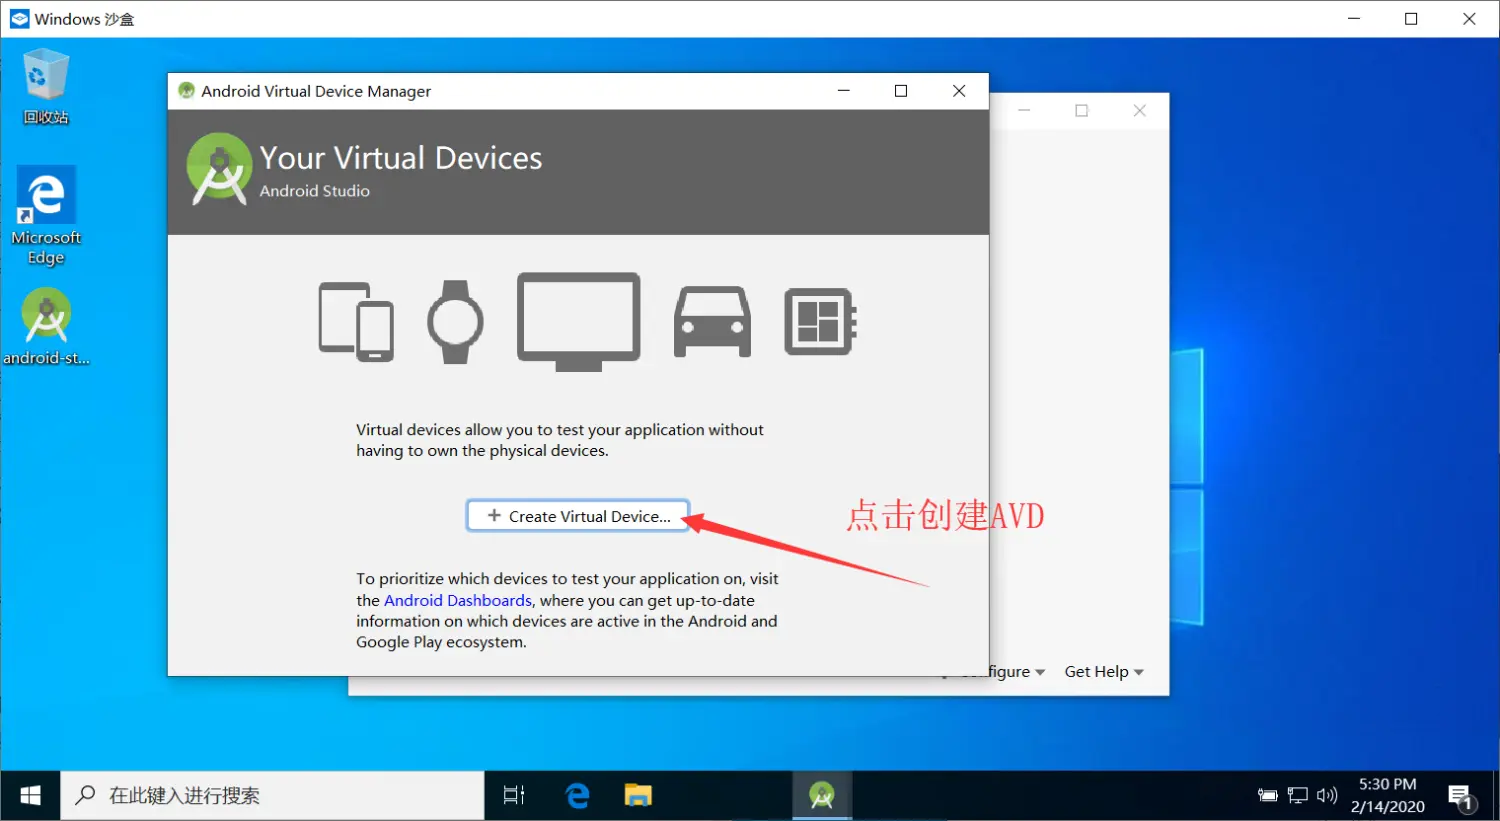 Windows 沙盒
回收站
Microsoft
Edge
android-st...
Android Virtual Device Manager
Your Virtual Devices
Android Studio
Virtual devices allow you to test your application without
having to own the physical devices.
+ Create Virtual Device...
点击创建AVD
To prioritize which devices to test your application on, visit
the Android Dashboards, where you can get up-to-date
information on which devices are active in the Android and
Google Play ecosystem.
figure
Get Help
在此键入进行搜索
5:30 PM
2/14/2020
1